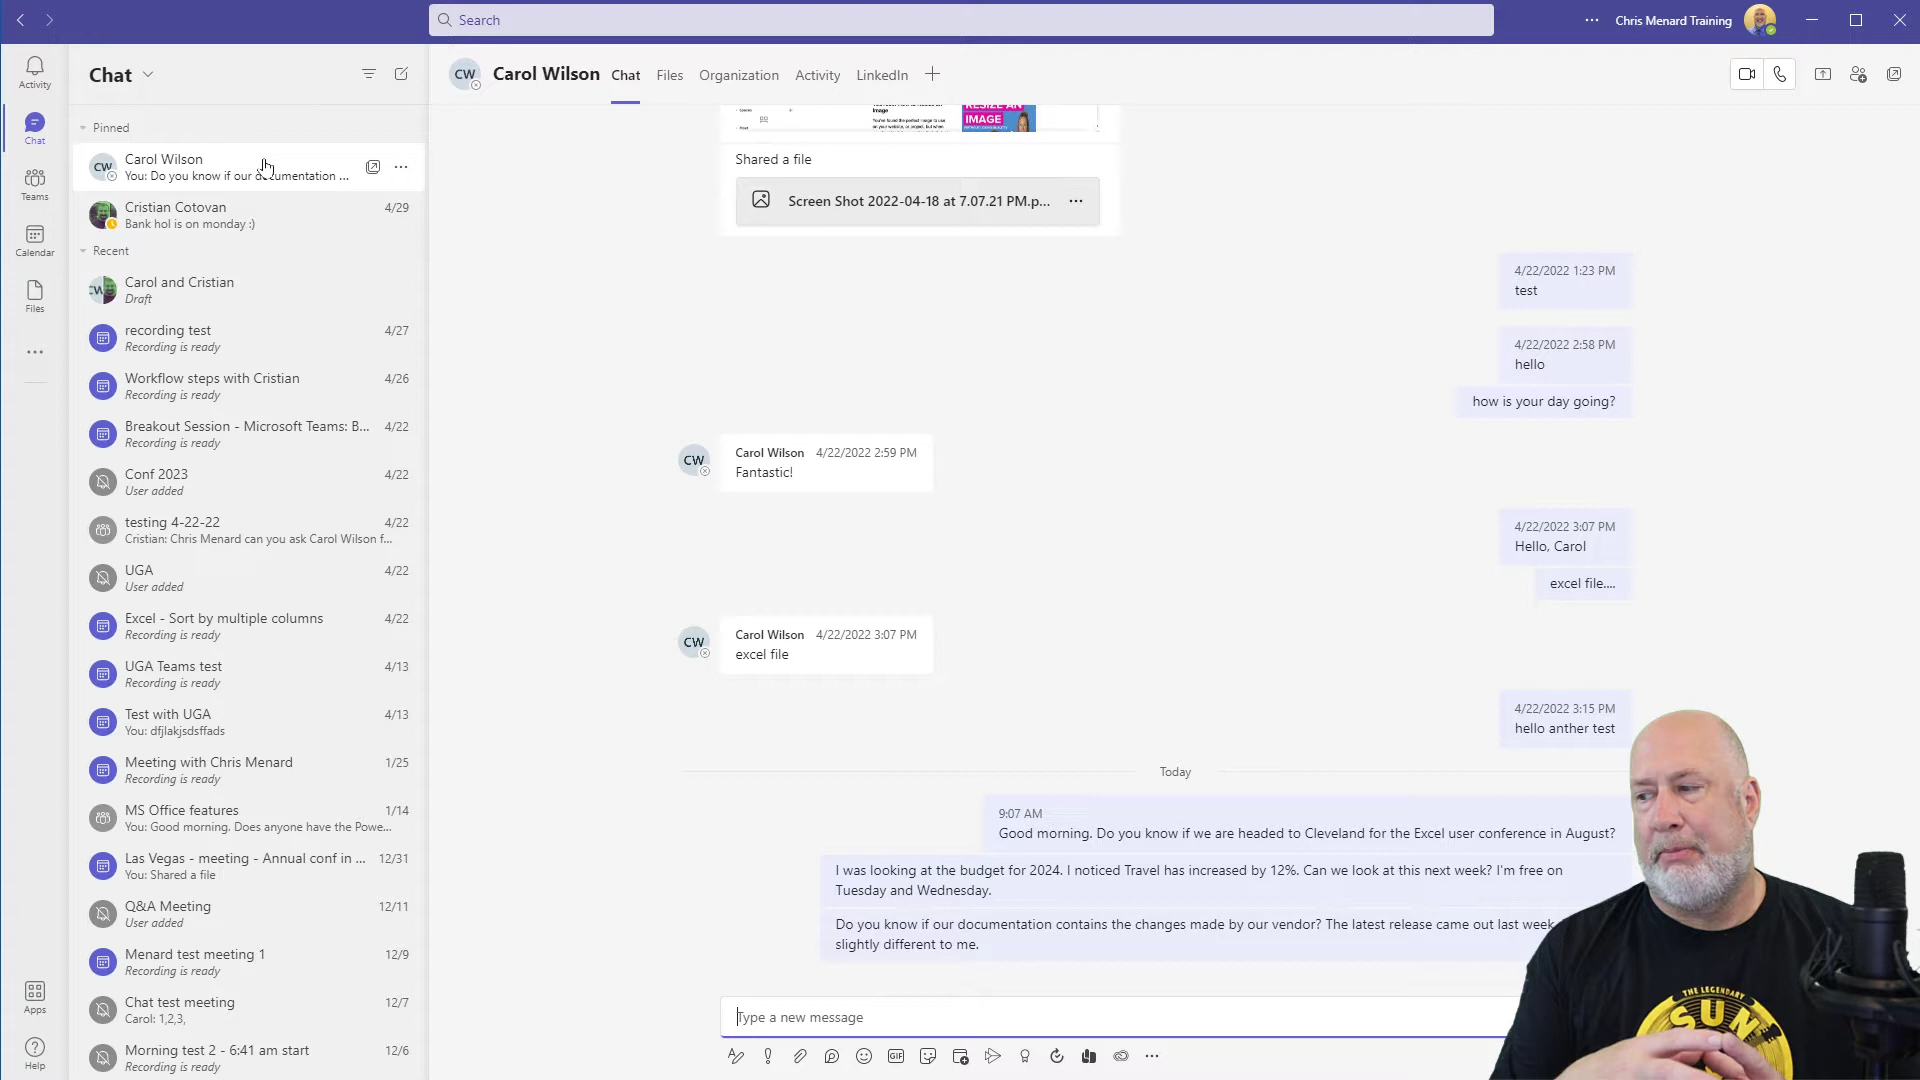 Search
Chris Menard Training
Activity
Chat
Teams
Calendar
Files
Apps
Help
Chat
Pinned
Carol Wilson
You: Do you know if our documentation ...
Cristian Cotovan 4/29
Bank hol is on monday :)
Recent
Carol and Cristian
Draft
recording test 4/27
Recording is ready
Workflow steps with Cristian 4/26
Recording is ready
Breakout Session - Microsoft Teams: B... 4/22
Recording is ready
Conf 2023 4/22
User added
testing 4-22-22 4/22
Cristian: Chris Menard can you ask Carol Wilson f...
UGA 4/22
User added
Excel - Sort by multiple columns 4/22
Recording is ready
UGA Teams test 4/13
Recording is ready
Test with UGA 4/13
You: dfjlakjsdsffads
Meeting with Chris Menard 1/25
Recording is ready
MS Office features 1/14
You: Good morning. Does anyone have the Powe...
Las Vegas - meeting - Annual conf in ... 12/31
You: Shared a file
Q&A Meeting 12/11
User added
Menard test meeting 1 12/9
Recording is ready
Chat test meeting 12/7
Carol: 1,2,3,
Morning test 2 - 6:41 am start 12/6
Recording is ready
CW Carol Wilson Chat Files Organization Activity LinkedIn
RESIZE AN
IMAGE
Shared a file
Screen Shot 2022-04-18 at 7.07.21 PM.p...
4/22/2022 1:23 PM
test
4/22/2022 2:58 PM
hello
how is your day going?
CW
Carol Wilson 4/22/2022 2:59 PM
Fantastic!
4/22/2022 3:07 PM
Hello, Carol
excel file....
CW
Carol Wilson 4/22/2022 3:07 PM
excel file
4/22/2022 3:15 PM
hello anther test
Today
9:07 AM
Good morning. Do you know if we are headed to Cleveland for the Excel user conference in August?
I was looking at the budget for 2024. I noticed Travel has increased by 12%. Can we look at this next week? I'm free on
Tuesday and Wednesday.
Do you know if our documentation contains the changes made by our vendor? The latest release came out last week
slightly different to me.
Type a new message
GIF
THE LEGENDARY
SUN